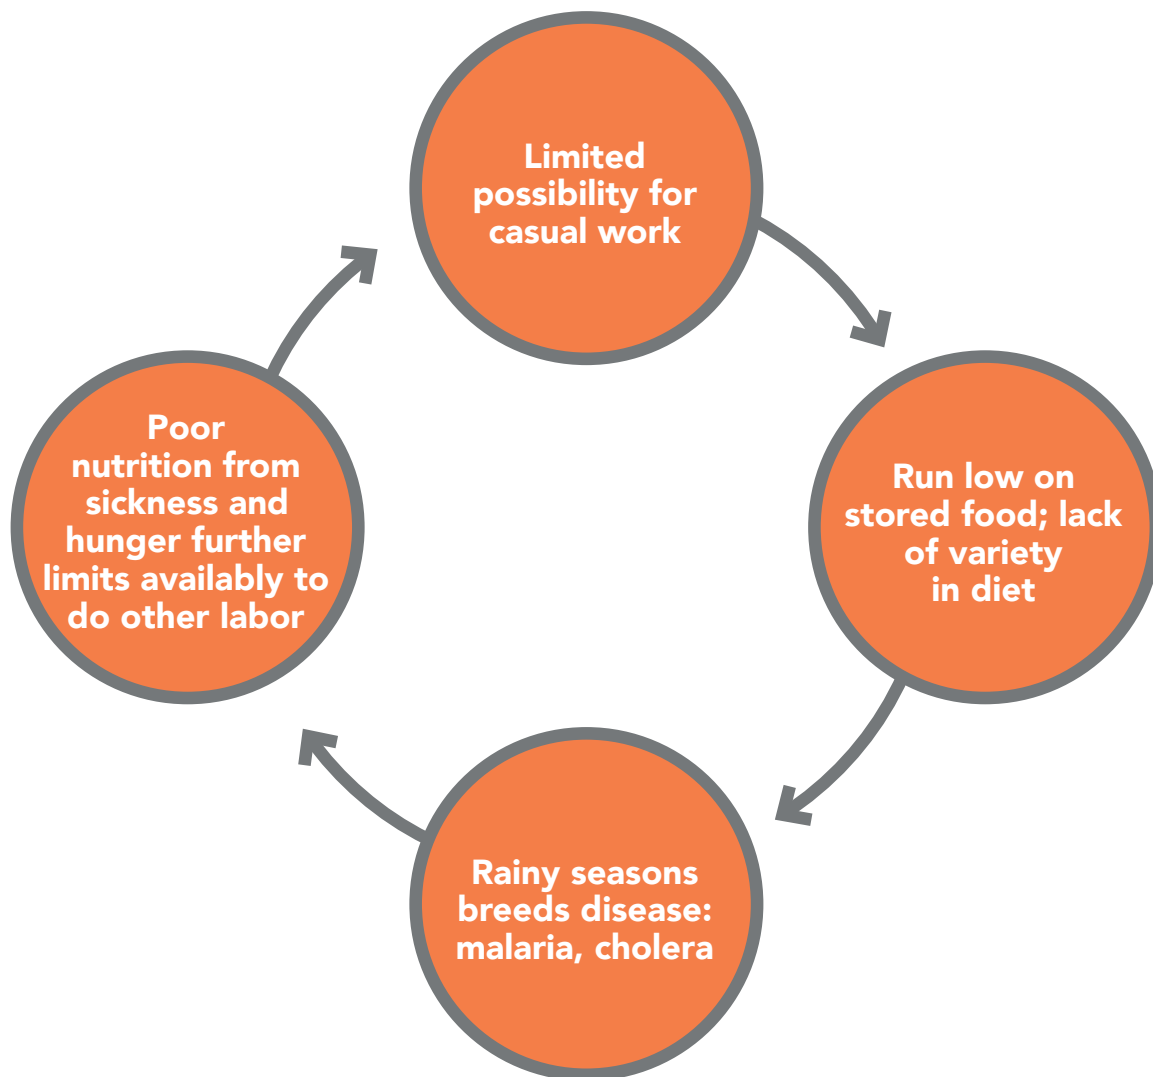 Limited
possibility for
casual work
Run low on
stored food; lack
of variety
in diet
Rainy seasons
breeds disease:
malaria, cholera
Poor
nutrition from
sickness and
hunger further
limits availably to
do other labor